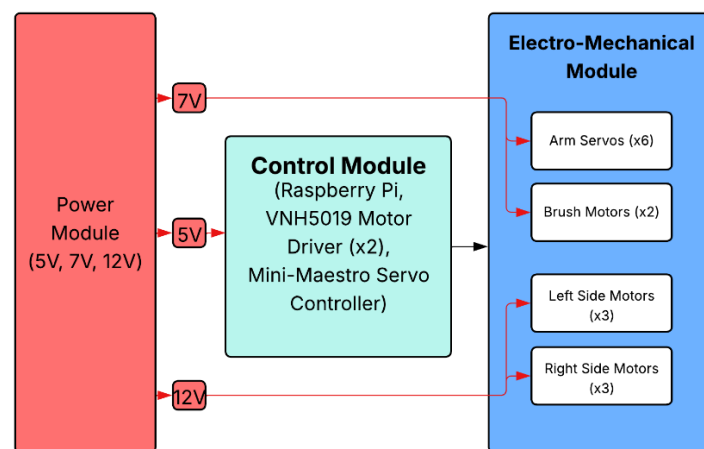 Electro-Mechanical
Module
7V
Arm Servos (x6)
Control Module
(Raspberry Pi,
VNH5019 Motor
Driver (x2),
Mini-Maestro Servo
Controller)
Power
Module
(5V, 7V, 12V)
5V
Brush Motors (x2)
Left Side Motors
(x3)
Right Side Motors
(x3)
12V